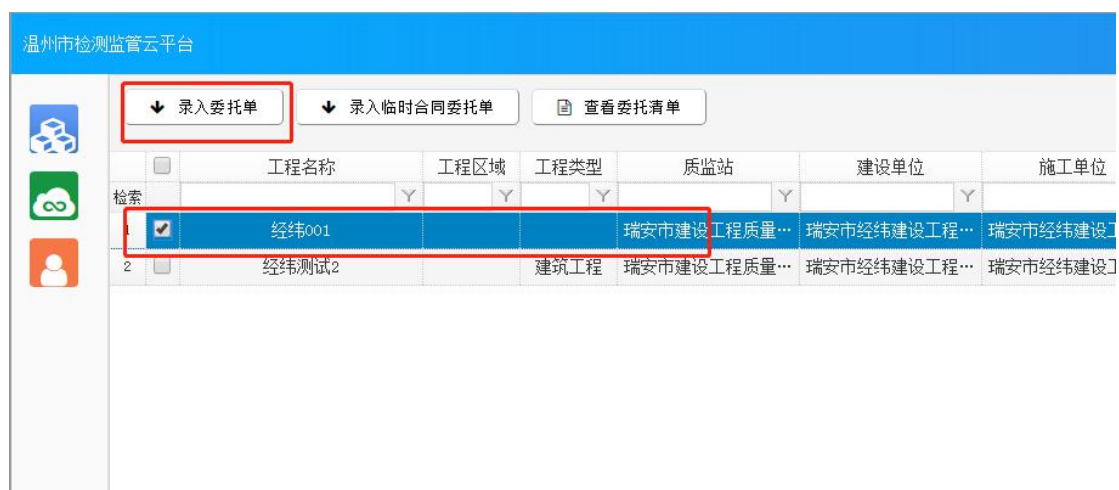 温州市检测监管云平台
录入委托单 录入临时合同委托单 查看委托清单
工程名称 工程区域 工程类型 质监站 建设单位 施工单位
检索
1 经纬001 瑞安市建设工程质量… 瑞安市经纬建设工程… 瑞安市经纬建设工
2 经纬测试2 建筑工程 瑞安市建设工程质量… 瑞安市经纬建设工程… 瑞安市经纬建设工